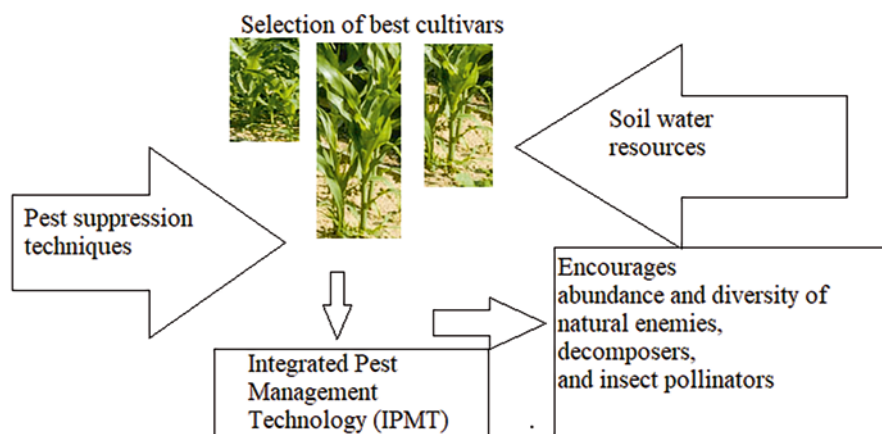 Selection of best cultivars
Soil water
resources
Pest suppression
techniques
Encourages
abundance and diversity of
natural enemies,
decomposers,
and insect pollinators
Integrated Pest
Management
Technology (IPMT)
.